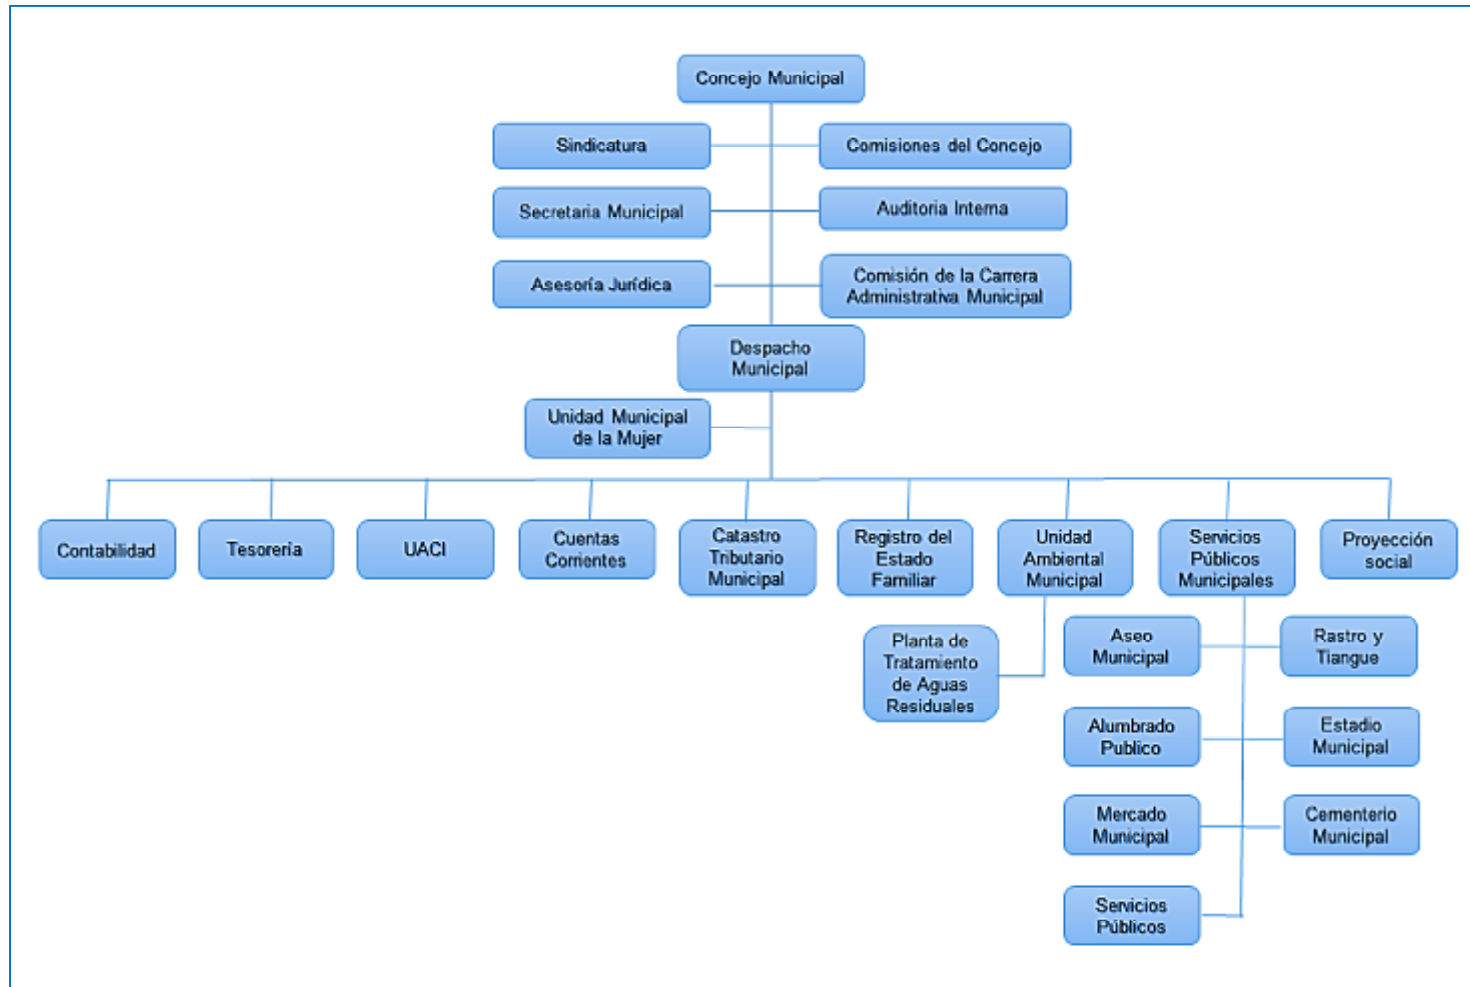 Concejo Municipal
Sindicatura
Comisiones del Concejo
Secretaria Municipal
Auditoria Interna
Asesoría Jurídica
Comisión de la Carrera
Administrativa Municipal
Despacho
Municipal
Unidad Municipal
de la Mujer
Contabilidad
Tesorería
UACI
Cuentas
Corrientes
Catastro
Tributario
Municipal
Registro del
Estado
Familiar
Unidad
Ambiental
Municipal
Servicios
Públicos
Municipales
Proyección
social
Planta de
Tratamiento
de Aguas
Residuales
Aseo
Municipal
Rastro y
Tiangue
Alumbrado
Publico
Estadio
Municipal
Mercado
Municipal
Cementerio
Municipal
Servicios
Públicos